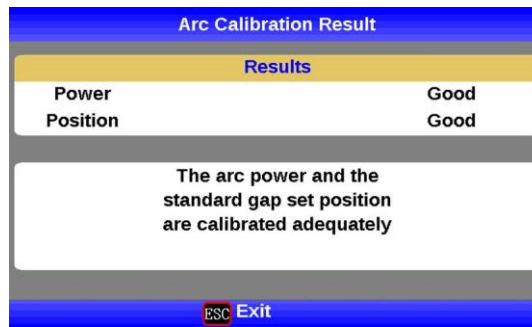 Arc Calibration Result
Results
Power Good
Position Good
The arc power and the
standard gap set position
are calibrated adequately
ESC Exit